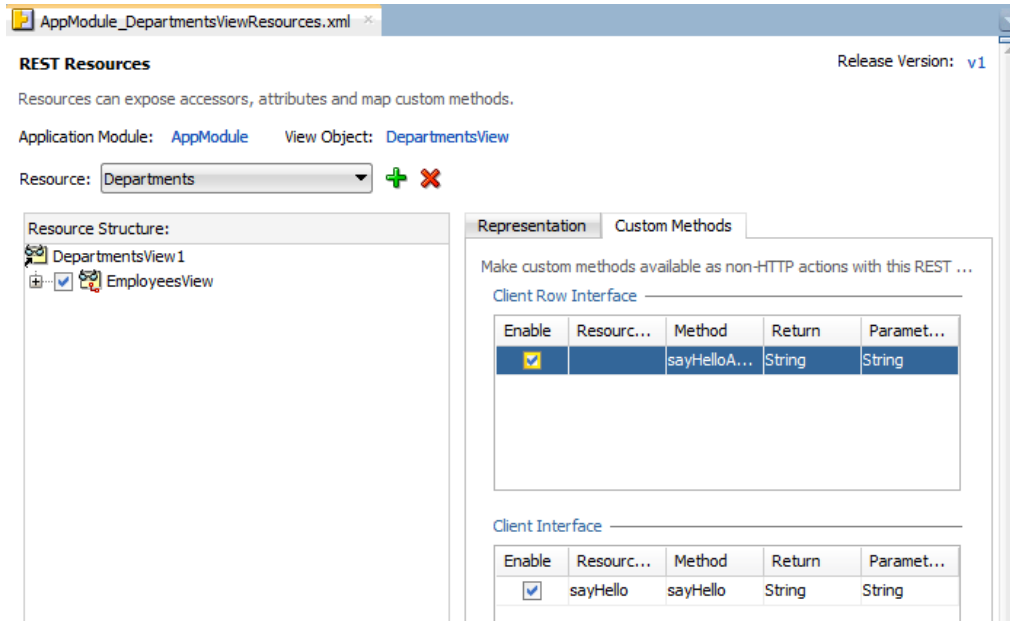 AppModule_DepartmentsViewResources.xml
REST Resources
Release Version: v1
Resources can expose accessors, attributes and map custom methods.
Application Module: AppModule View Object: DepartmentsView
Resource: Departments
Resource Structure:
DepartmentsView1
EmployeesView
Representation Custom Methods
Make custom methods available as non-HTTP actions with this REST ...
Client Row Interface
Enable Resourc... Method Return Paramet...
sayHelloA... String String
Client Interface
Enable Resourc... Method Return Paramet...
sayHello sayHello String String